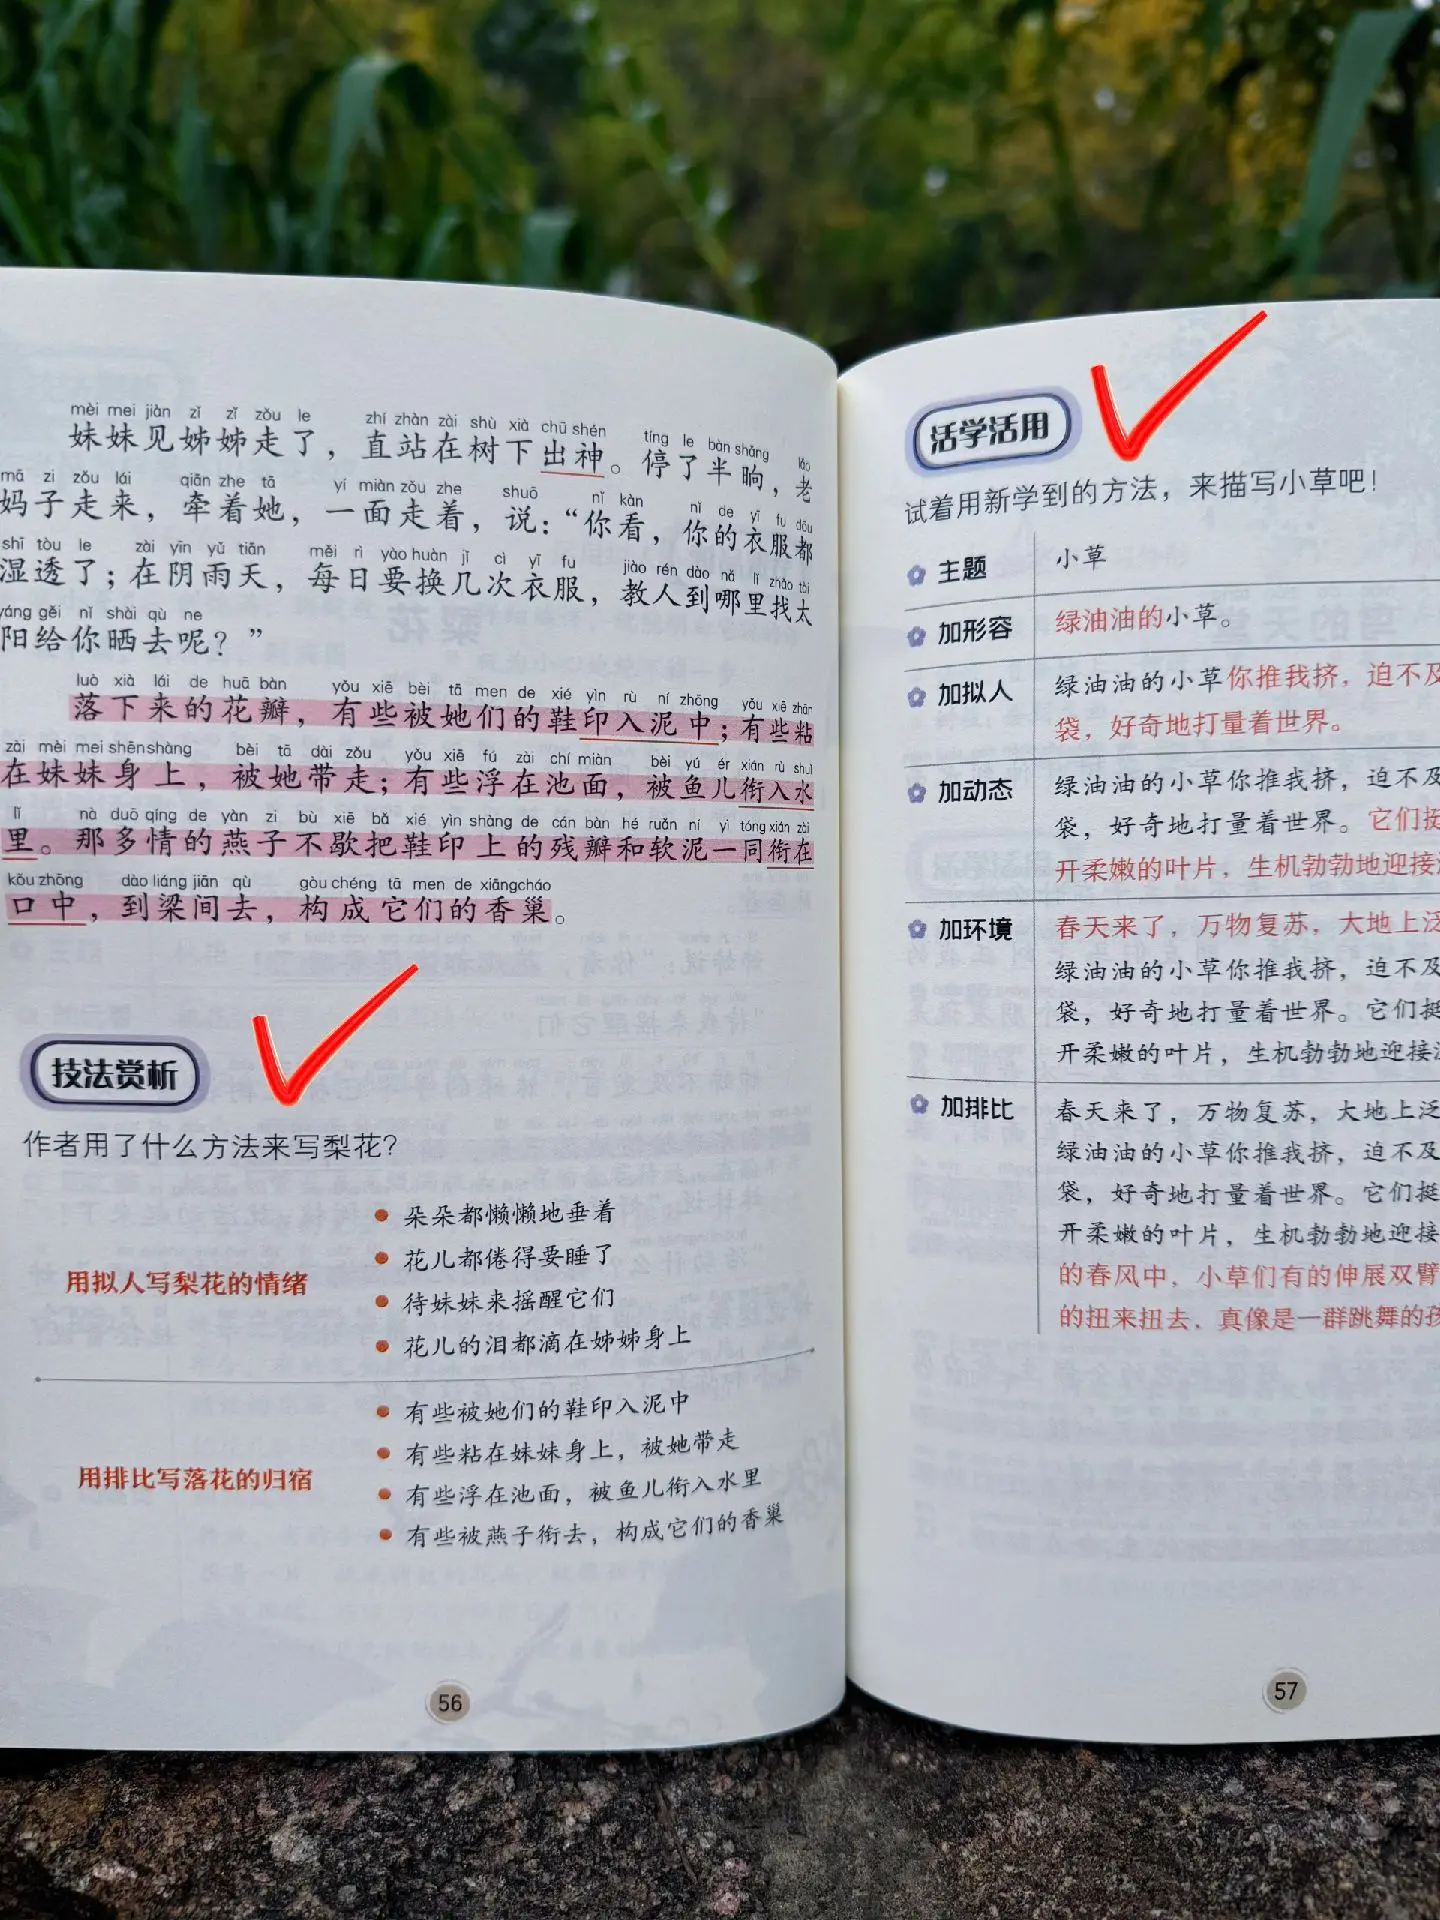 mèi mei jiàn zǐ zǐ zǒu le zhí zhàn zài shù xià chū shén tíng le bàn shǎng lǎo
妹妹见姊姊走了，直站在树下出神。停了半晌，老
mā zi zǒu lái qiān zhe tā yí miàn zǒu zhe shuō nǐ kàn nǐ de yī fu dōu
妈子走来，牵着她，一面走着，说：“你看，你的衣服都
shī tòu le zài yīn yǔ tiān měi rì yào huàn jǐ cì yī fu jiào rén dào nǎ lǐ zhǎo tài
湿透了；在阴雨天，每日要换几次衣服，教人到哪里找太
yáng gěi nǐ shài qù ne
阳给你晒去呢？”
luò xià lái de huā bàn yǒu xiē bèi tā men de xié yìn rù ní zhōng yǒu xiē zhān
落下来的花瓣，有些被她们的鞋印入泥中；有些粘
zài mèi mei shēn shàng bèi tā dài zǒu yǒu xiē fú zài chí miàn bèi yú ér xián rù shuǐ
在妹妹身上，被她带走；有些浮在池面，被鱼儿衔入水
lǐ nà duō qíng de yàn zi bù xiē bǎ xié yìn shàng de cán bàn hé ruǎn ní yì tóng xián zài
里。那多情的燕子不歇把鞋印上的残瓣和软泥一同衔在
kǒu zhōng dào liáng jiān qù gòu chéng tā men de xiāng cháo
口中，到梁间去，构成它们的香巢。
技法赏析
作者用了什么方法来写梨花？
用拟人写梨花的情绪
朵朵都懒懒地垂着
花儿都倦得要睡了
待妹妹来摇醒它们
花儿的泪都滴在姊姊身上
用排比写落花的归宿
有些被她们的鞋印入泥中
有些粘在妹妹身上，被她带走
有些浮在池面，被鱼儿衔入水里
有些被燕子衔去，构成它们的香巢
56
活学活用
试着用新学到的方法，来描写小草吧！
主题 小草
加形容 绿油油的小草。
加拟人 绿油油的小草你推我挤，迫不及
袋，好奇地打量着世界。
加动态 绿油油的小草你推我挤，迫不及
袋，好奇地打量着世界。它们挺
开柔嫩的叶片，生机勃勃地迎接
加环境 春天来了，万物复苏，大地上泛
绿油油的小草你推我挤，迫不及
袋，好奇地打量着世界。它们挺
开柔嫩的叶片，生机勃勃地迎接
加排比 春天来了，万物复苏，大地上泛
绿油油的小草你推我挤，迫不及
袋，好奇地打量着世界。它们挺
开柔嫩的叶片，生机勃勃地迎接
的春风中，小草们有的伸展双臂
的扭来扭去，真像是一群跳舞的孩
57